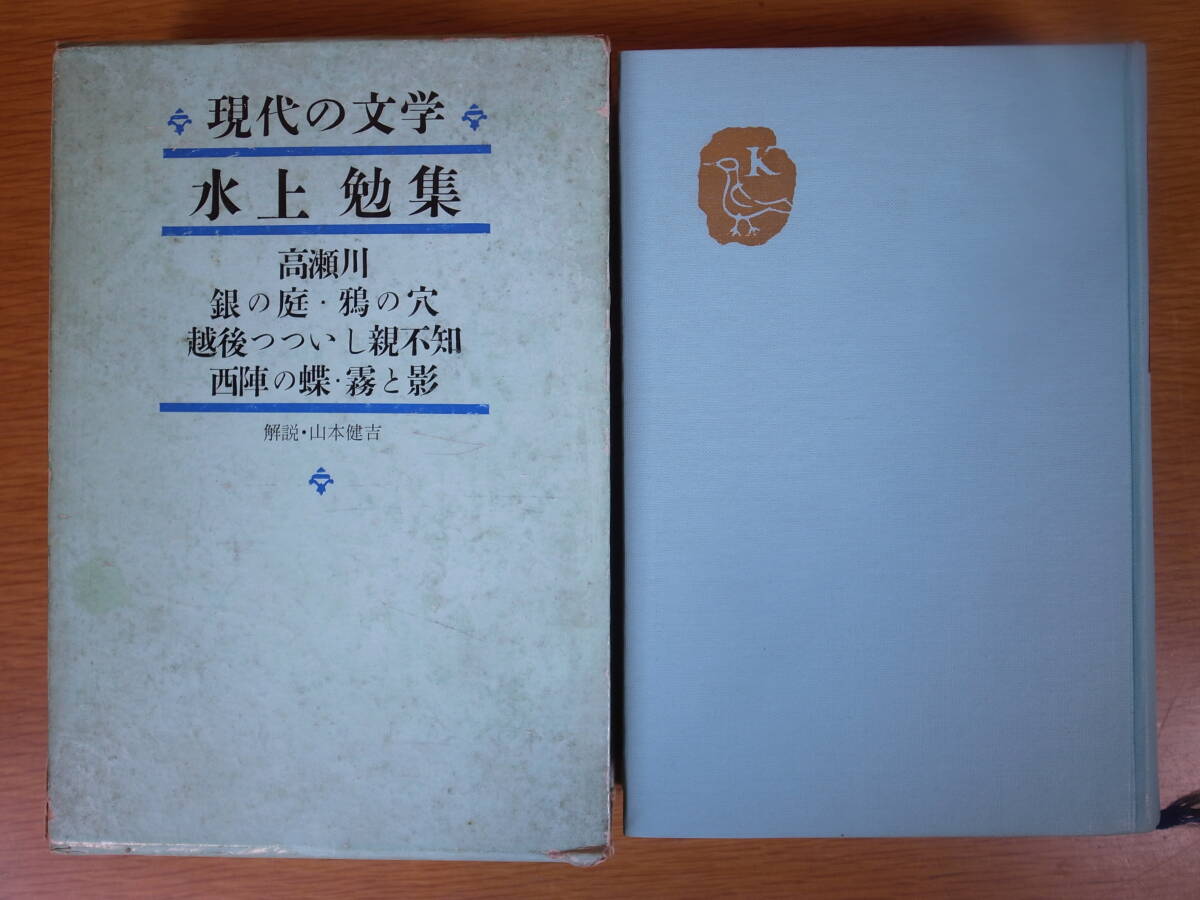 現代の文学
水上勉集
高瀬川
銀の庭・鴉の穴
越後つついし親不知
西陣の蝶・霧と影
解説・山本健吉
K